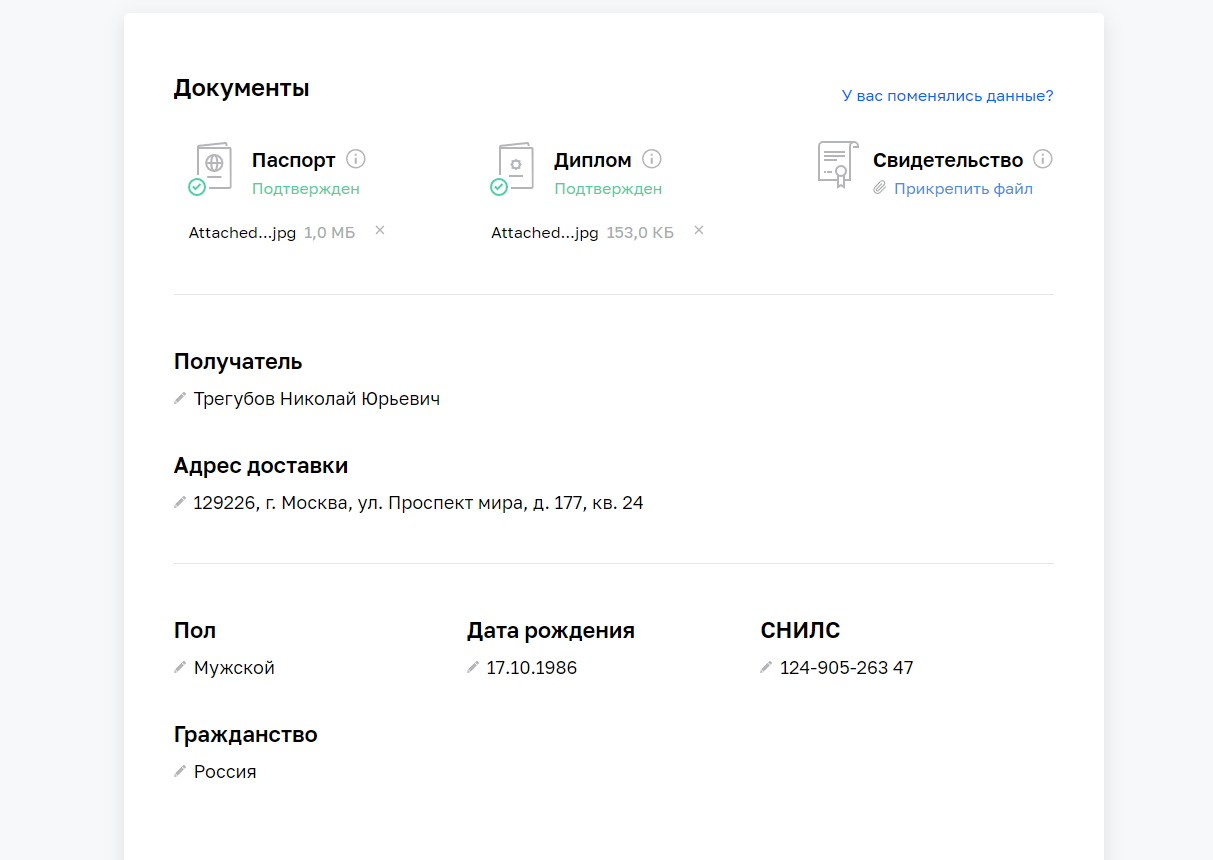 Документы
У вас поменялись данные?
Паспорт
Подтвержден
Attached...jpg 1,0 МБ
Диплом
Подтвержден
Attached...jpg 153,0 КБ
Свидетельство
Прикрепить файл
Получатель
Трегубов Николай Юрьевич
Адрес доставки
129226, г. Москва, ул. Проспект мира, д. 177, кв. 24
Пол
Мужской
Дата рождения
17.10.1986
СНИЛС
124-905-263 47
Гражданство
Россия